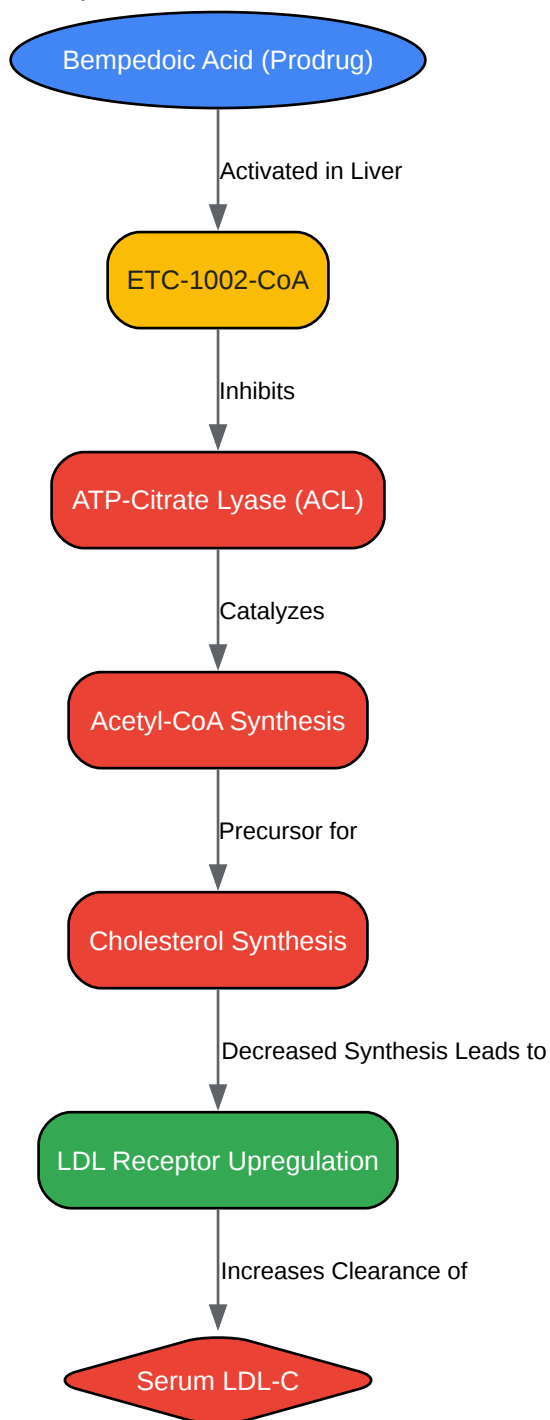 Bempedoic Acid (Prodrug)
Activated in Liver
ETC-1002-CoA
Inhibits
ATP-Citrate Lyase (ACL)
Catalyzes
Acetyl-CoA Synthesis
Precursor for
Cholesterol Synthesis
Decreased Synthesis Leads to
LDL Receptor Upregulation
Increases Clearance of
Serum LDL-C